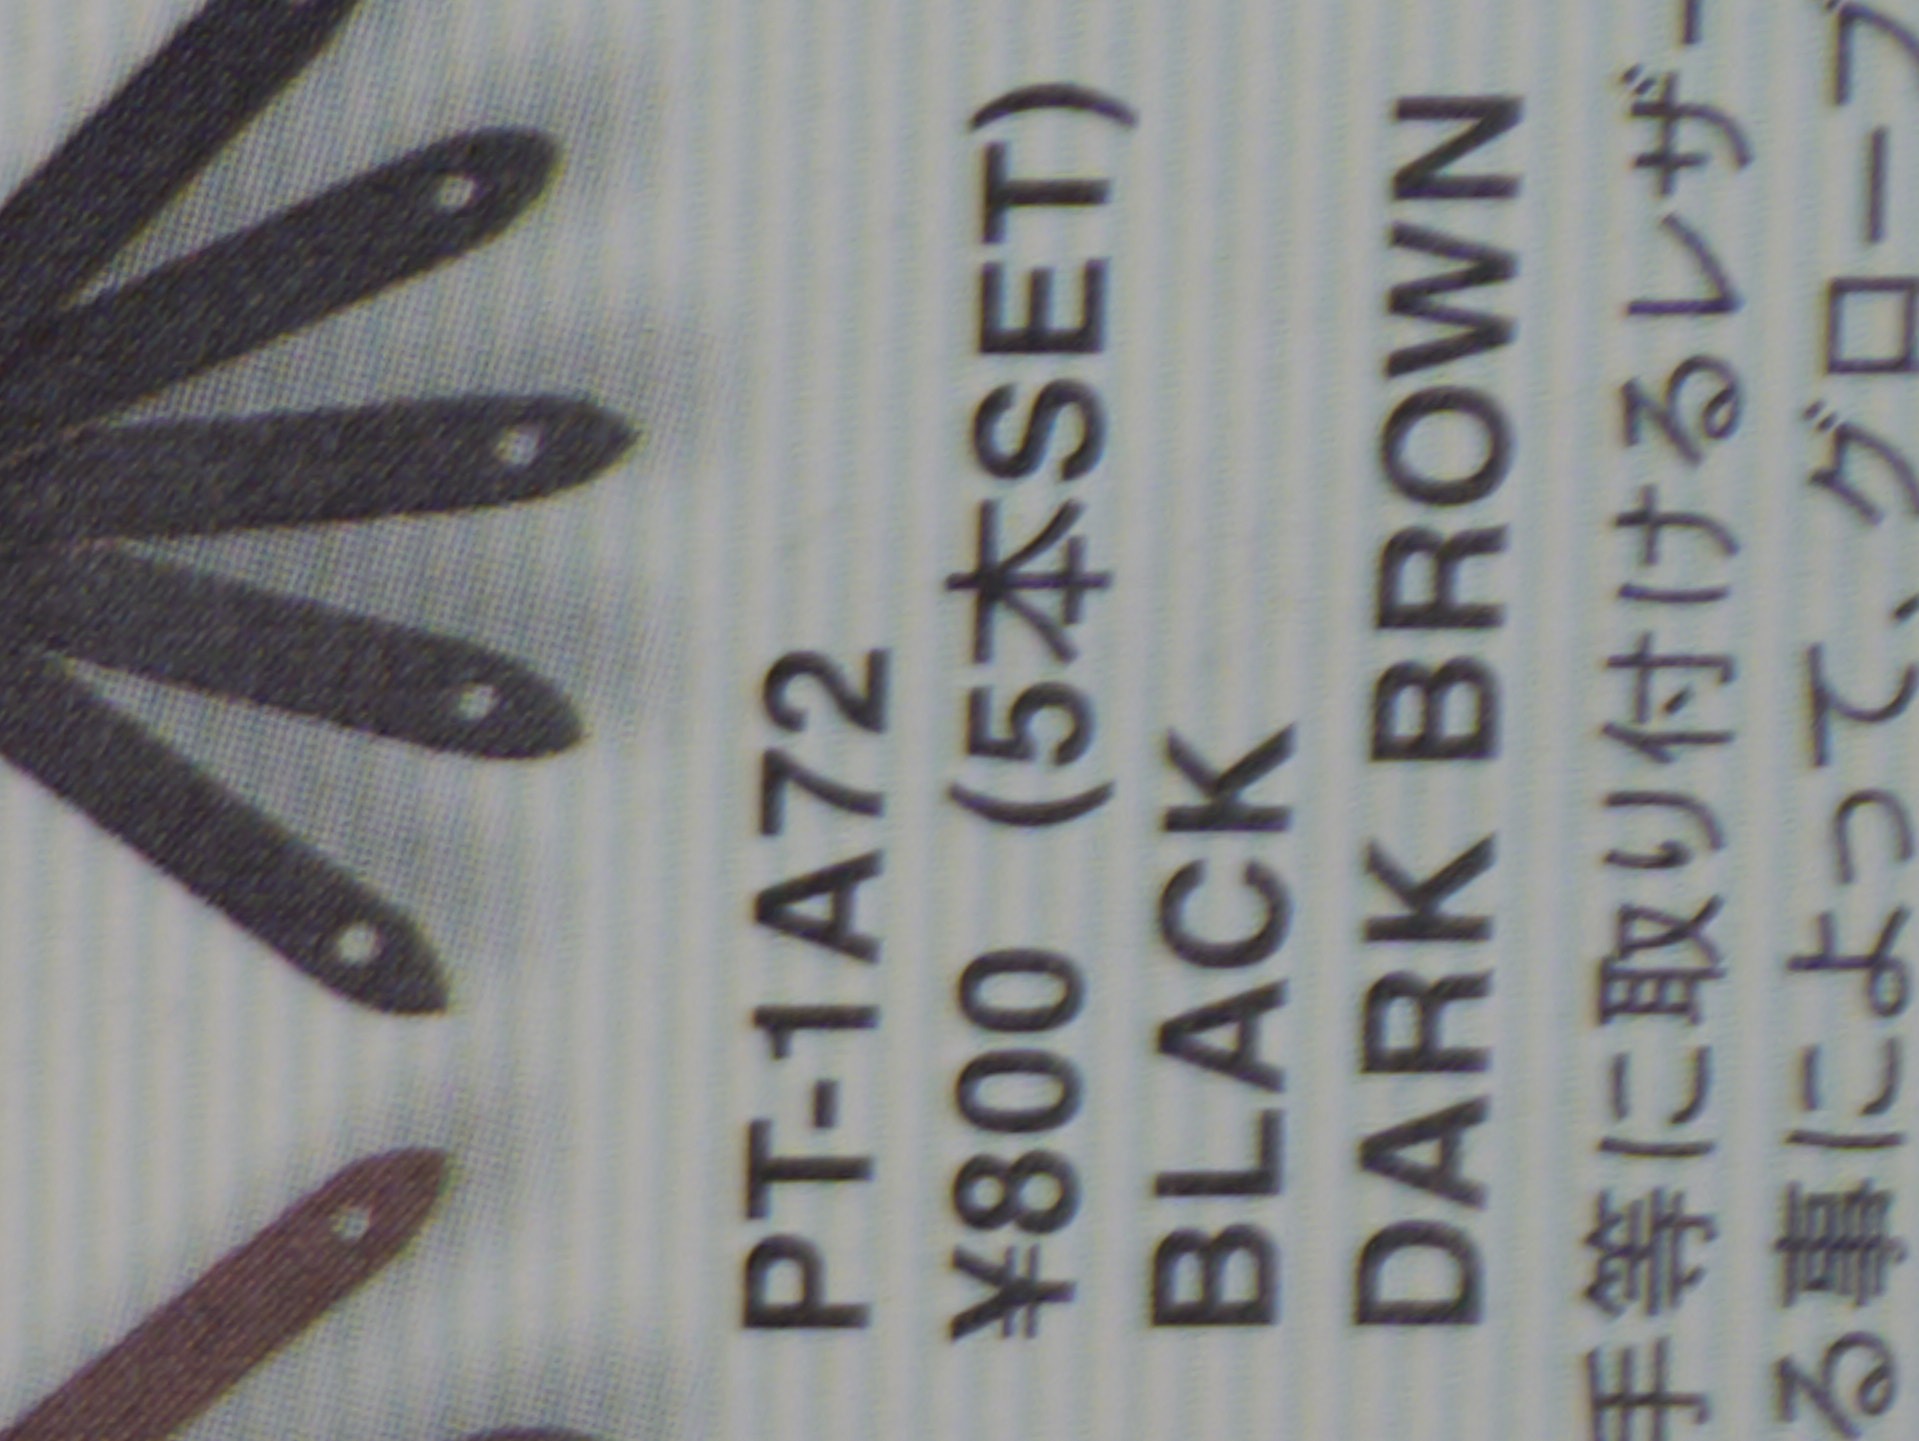 PT-1A72
¥800 (5本SET)
BLACK
DARK BROWN
手等に取り付けるレザー
る事によって、グローブ